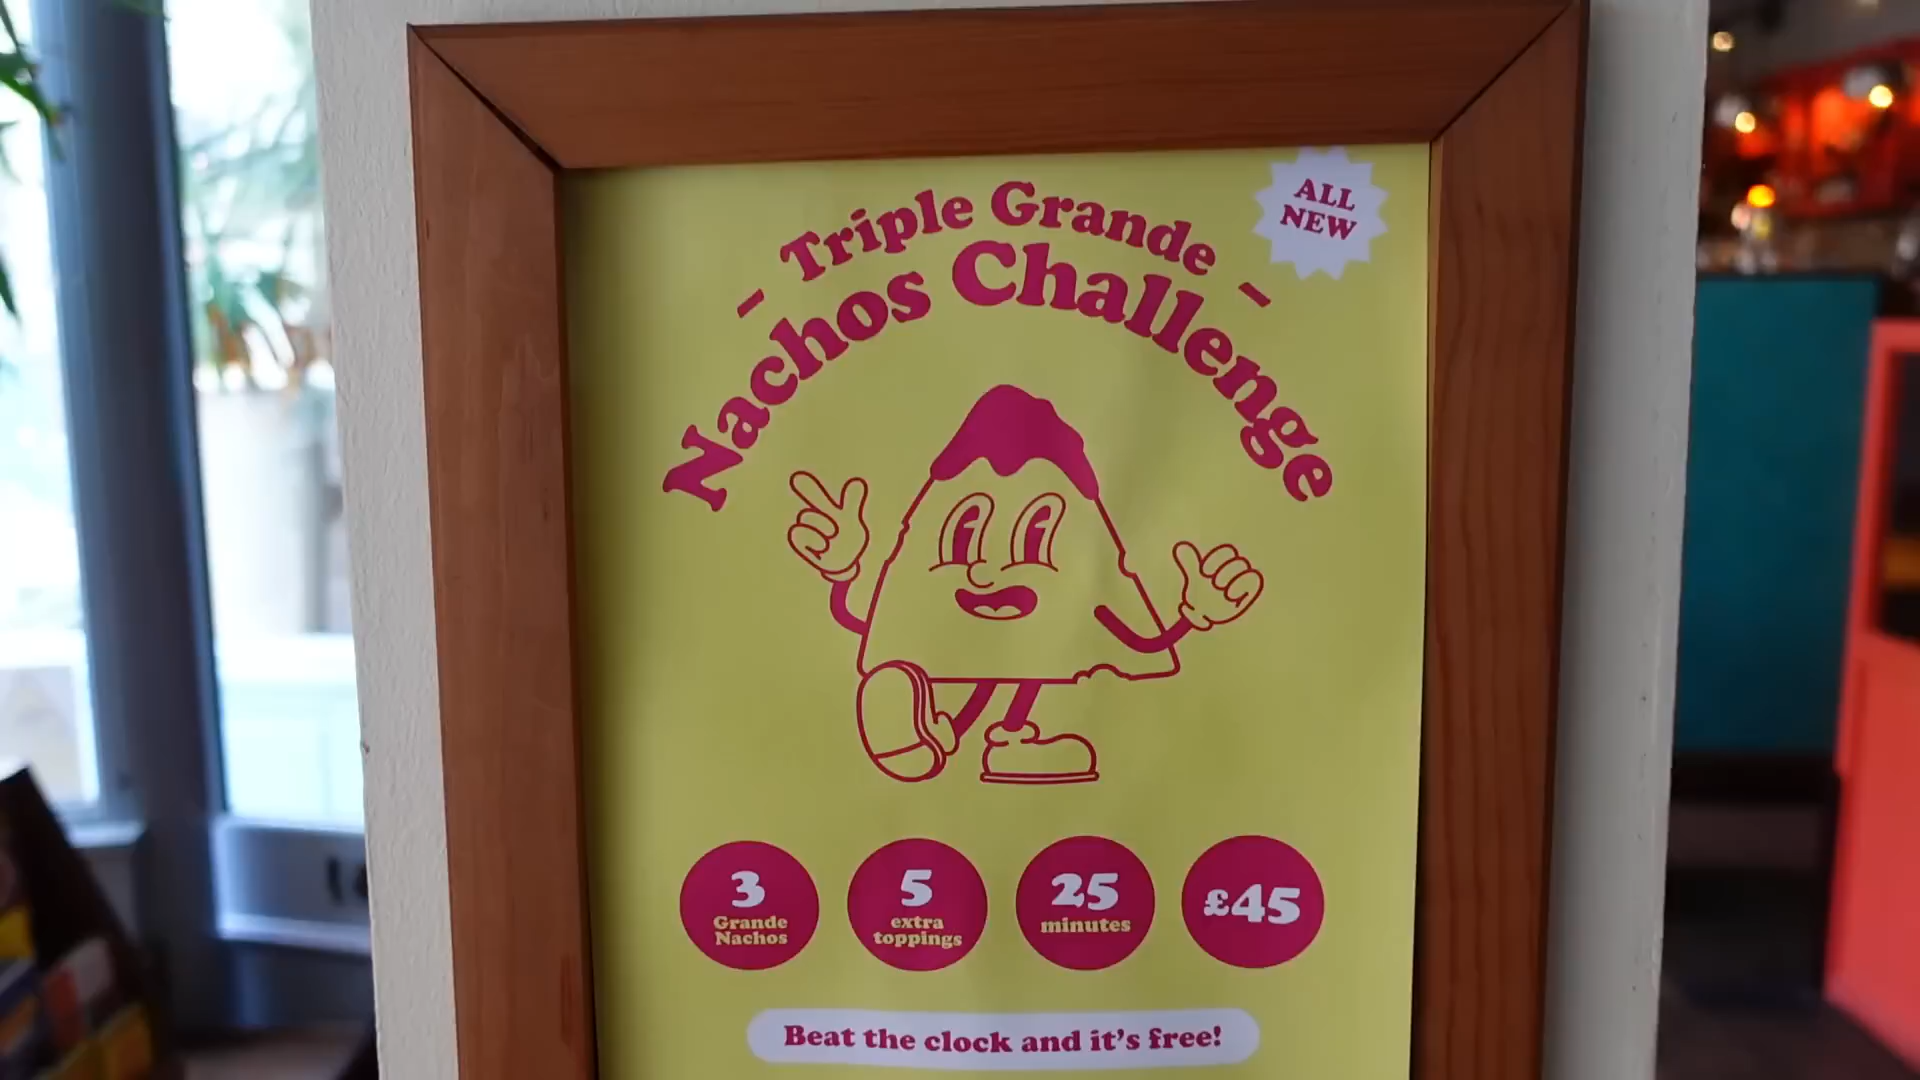 - Triple Grande -
Nachos Challenge
ALL
NEW
3
Grande
Nachos
5
extra
toppings
25
minutes
£45
Beat the clock and it's free!